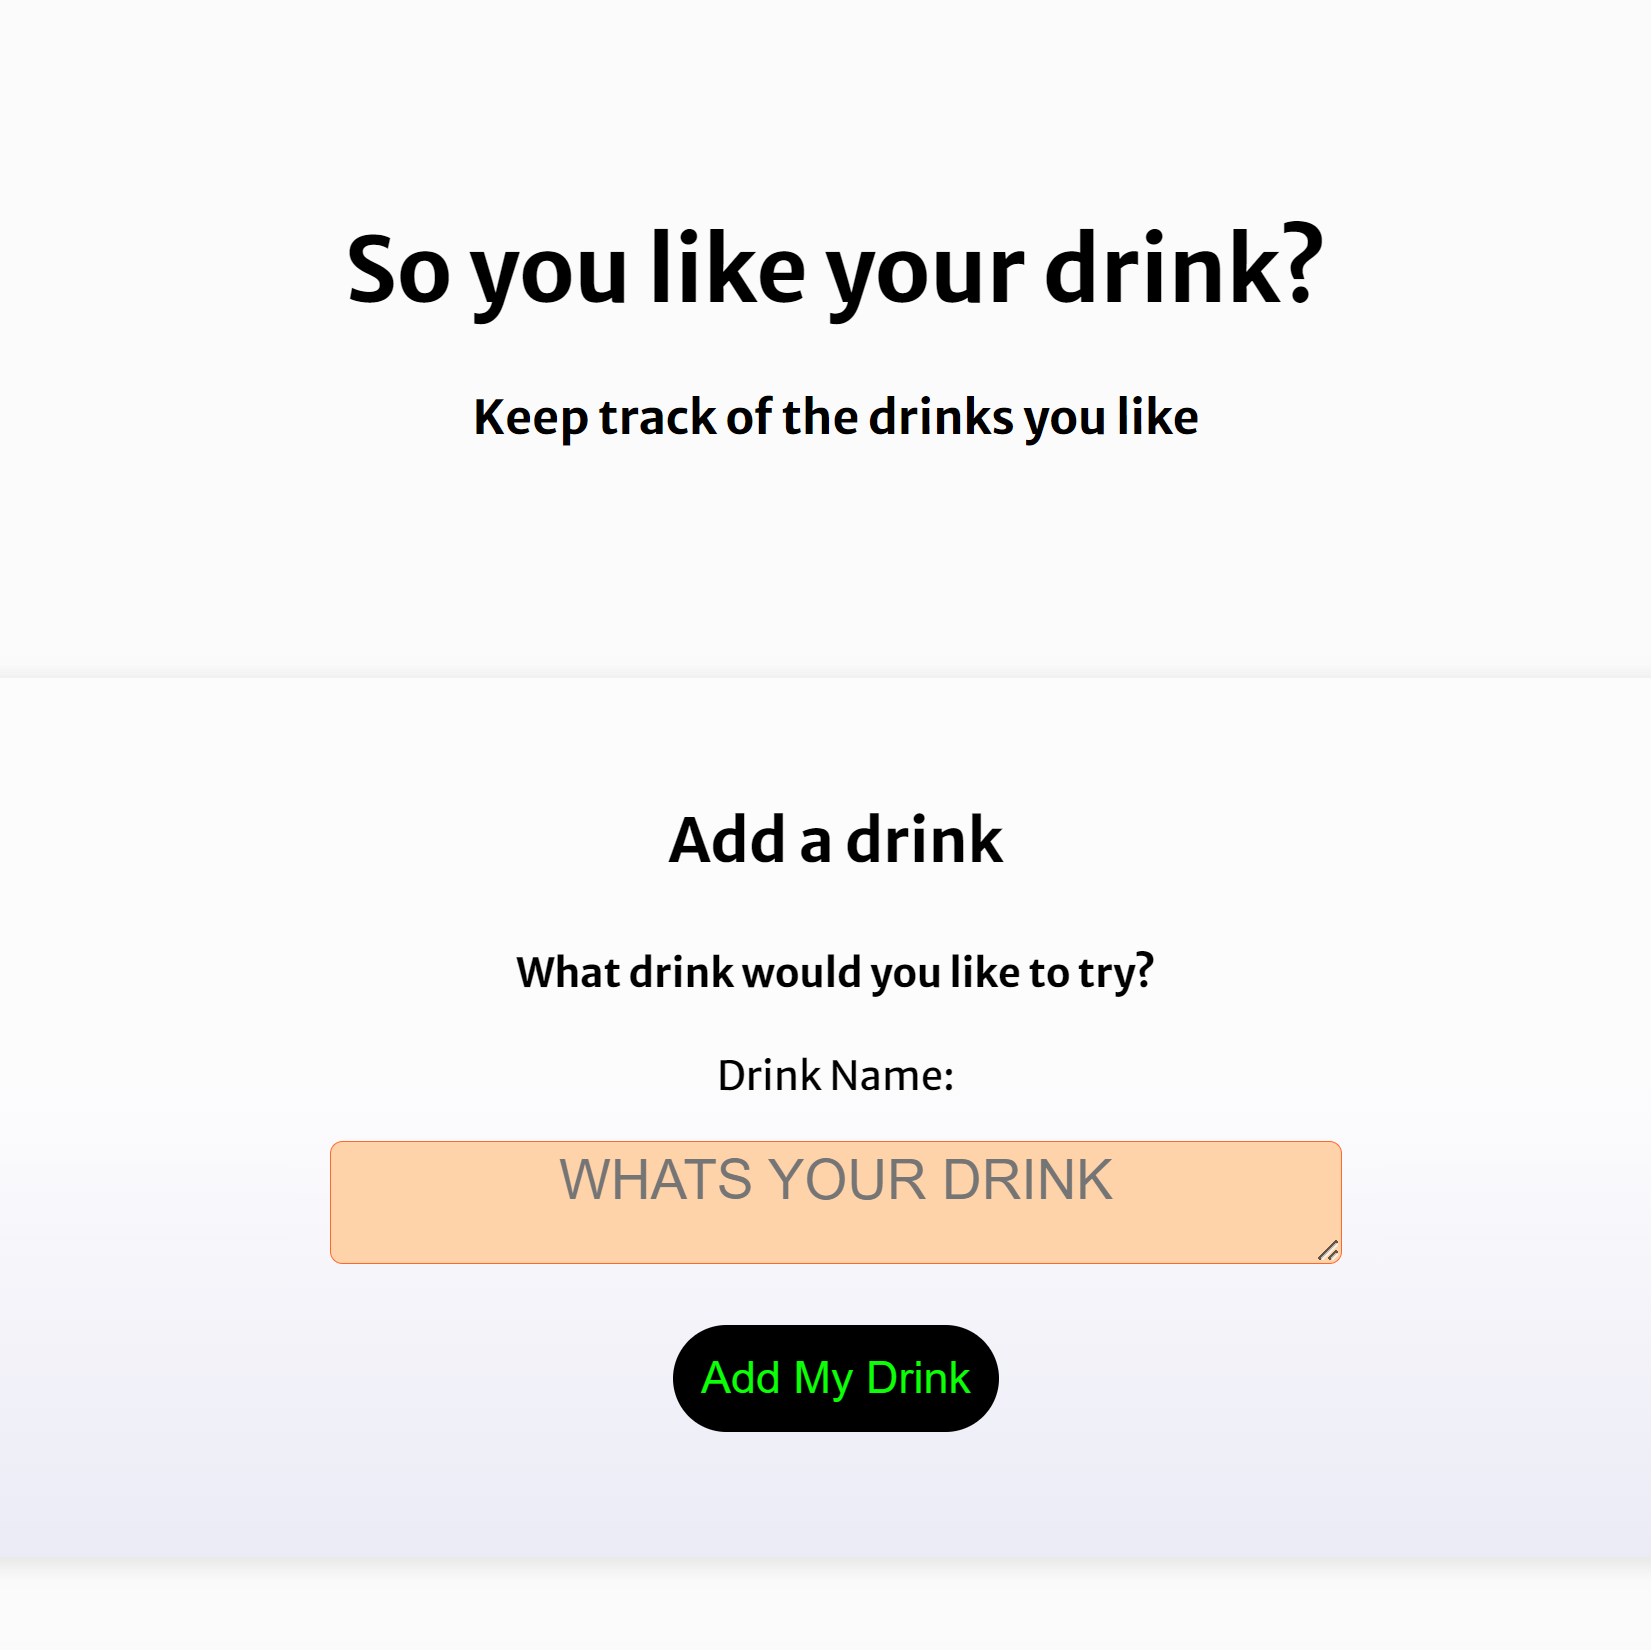 So you like your drink?
Keep track of the drinks you like
Add a drink
What drink would you like to try?
Drink Name:
WHATS YOUR DRINK
Add My Drink